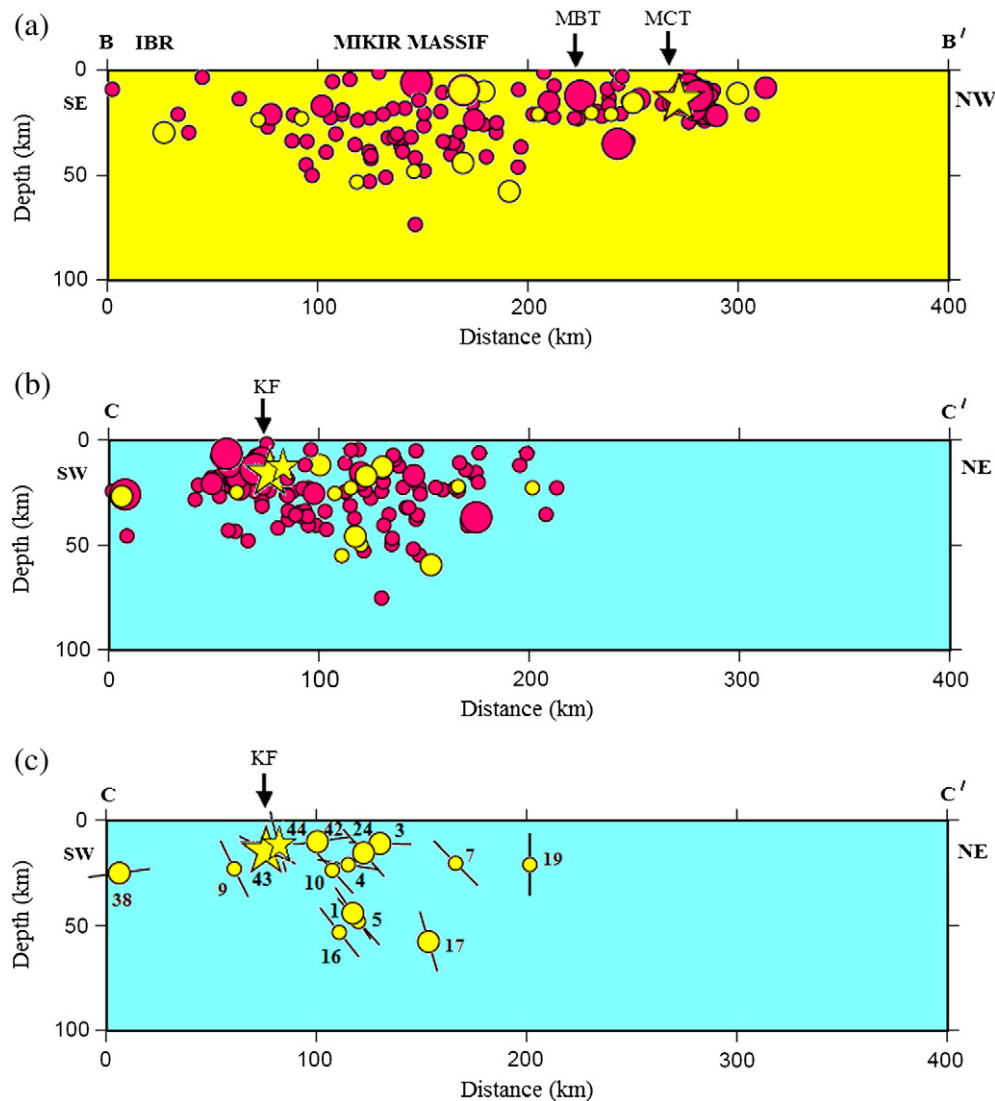 (a)
MBT MCT
B IBR MIKIR MASSIF B′
0
SE NW
50
100
0 100 200 300 400
Depth (km)
Distance (km)
(b)
KF
C C′
0
SW NE
50
100
0 100 200 300 400
Depth (km)
Distance (km)
(c)
KF
C C′
0
SW NE
44 42 24 3
43 10 4 7 19
38 9
1 5
16 17
50
100
0 100 200 300 400
Depth (km)
Distance (km)